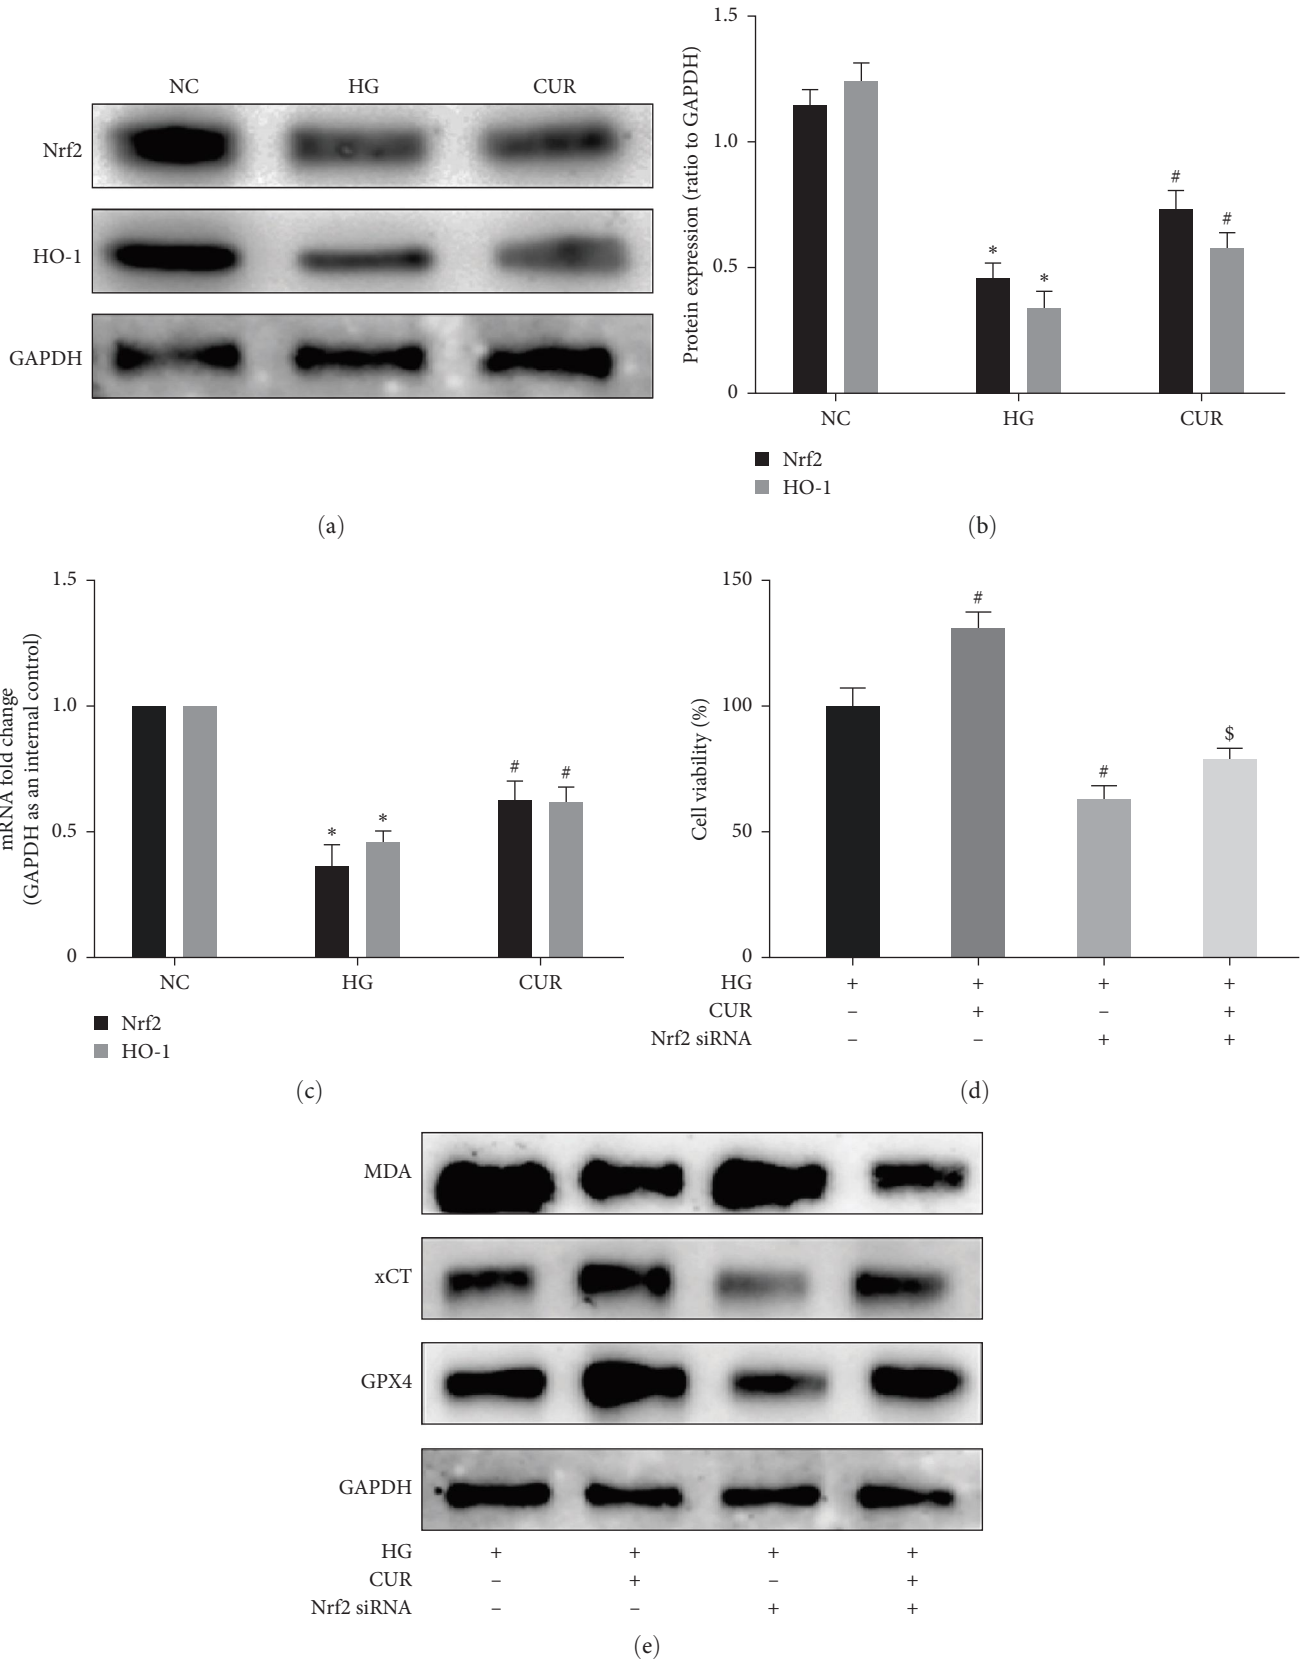 NC HG CUR
Nrf2
HO-1
GAPDH
(a)
Protein expression (ratio to GAPDH)
1.5
1.0
0.5
0
* * # #
NC HG CUR
Nrf2
HO-1
(b)
mRNA fold change
(GAPDH as an internal control)
1.5
1.0
0.5
0
* * # #
NC HG CUR
Nrf2
HO-1
(c)
Cell viability (%)
150
100
50
0
# # $
HG + + + +
CUR – + – +
Nrf2 siRNA – – + +
(d)
MDA
xCT
GPX4
GAPDH
HG + + + +
CUR – + – +
Nrf2 siRNA – – + +
(e)